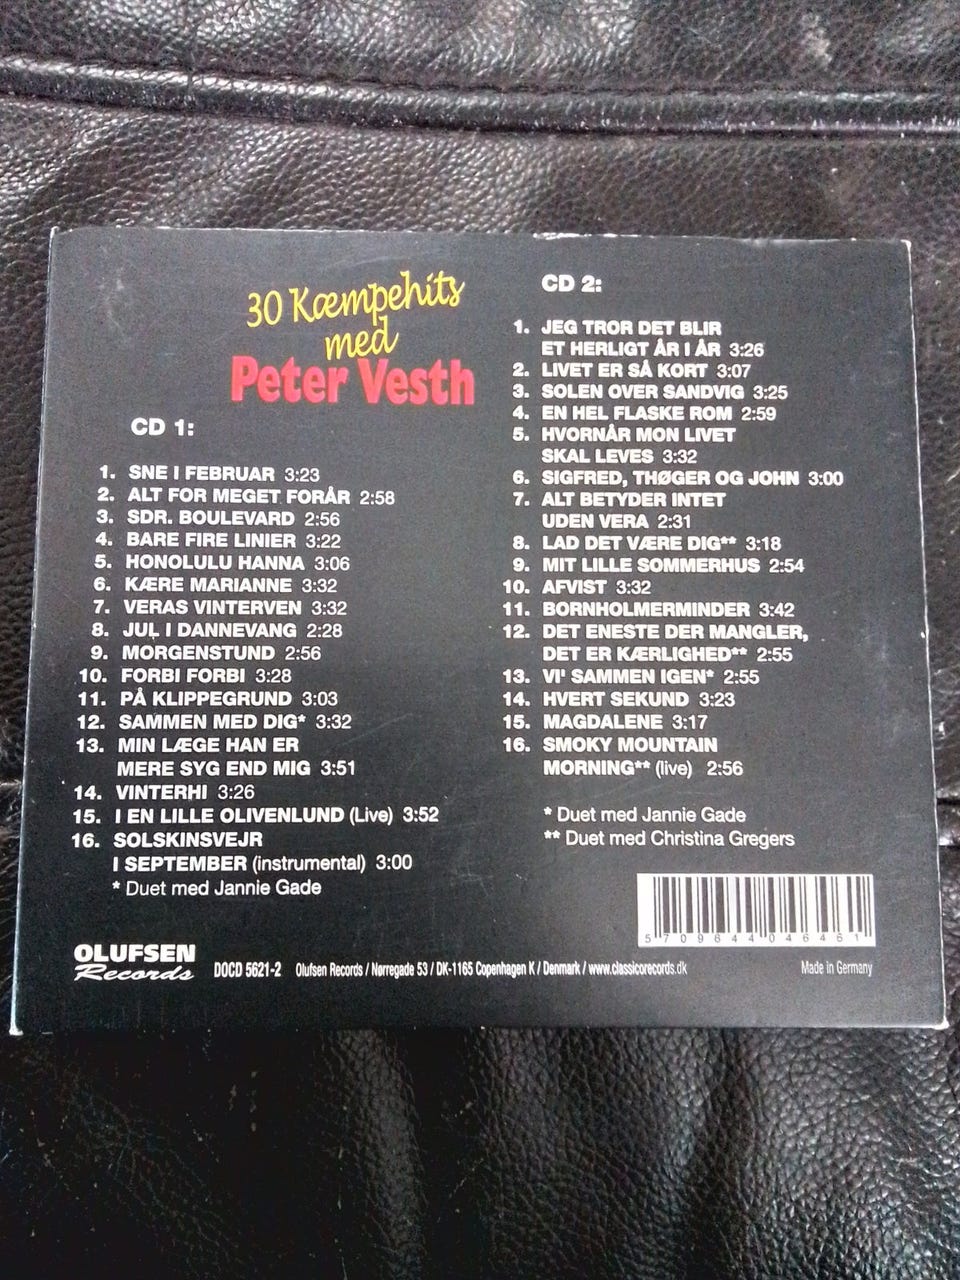 30 Kæmpehits
med
Peter Vesth
CD 1:
1. SNE I FEBRUAR 3:23
2. ALT FOR MEGET FORÅR 2:58
3. SDR. BOULEVARD 2:56
4. BARE FIRE LINIER 3:22
5. HONOLULU HANNA 3:06
6. KÆRE MARIANNE 3:32
7. VERAS VINTERVEN 3:32
8. JUL I DANNEVANG 2:28
9. MORGENSTUND 2:56
10. FORBI FORBI 3:28
11. PÅ KLIPPEGRUND 3:03
12. SAMMEN MED DIG* 3:32
13. MIN LÆGE HAN ER
MERE SYG END MIG 3:51
14. VINTERHI 3:26
15. I EN LILLE OLIVENLUND (Live) 3:52
16. SOLSKINSVEJR
I SEPTEMBER (instrumental) 3:00
* Duet med Jannie Gade
CD 2:
1. JEG TROR DET BLIR
ET HERLIGT ÅR I ÅR 3:26
2. LIVET ER SÅ KORT 3:07
3. SOLEN OVER SANDVIG 3:25
4. EN HEL FLASKE ROM 2:59
5. HVORNÅR MON LIVET
SKAL LEVES 3:32
6. SIGFRED, THØGER OG JOHN 3:00
7. ALT BETYDER INTET
UDEN VERA 2:31
8. LAD DET VÆRE DIG** 3:18
9. MIT LILLE SOMMERHUS 2:54
10. AFVIST 3:32
11. BORNHOLMERMINDER 3:42
12. DET ENESTE DER MANGLER,
DET ER KÆRLIGHED** 2:55
13. VI' SAMMEN IGEN* 2:55
14. HVERT SEKUND 3:23
15. MAGDALENE 3:17
16. SMOKY MOUNTAIN
MORNING** (live) 2:56
* Duet med Jannie Gade
** Duet med Christina Gregers
5 709644 046461
OLUFSEN
Records
DOCD 5621-2 Olufsen Records / Nørregade 53 / DK-1165 Copenhagen K / Denmark / www.classicorecords.dk
Made in Germany